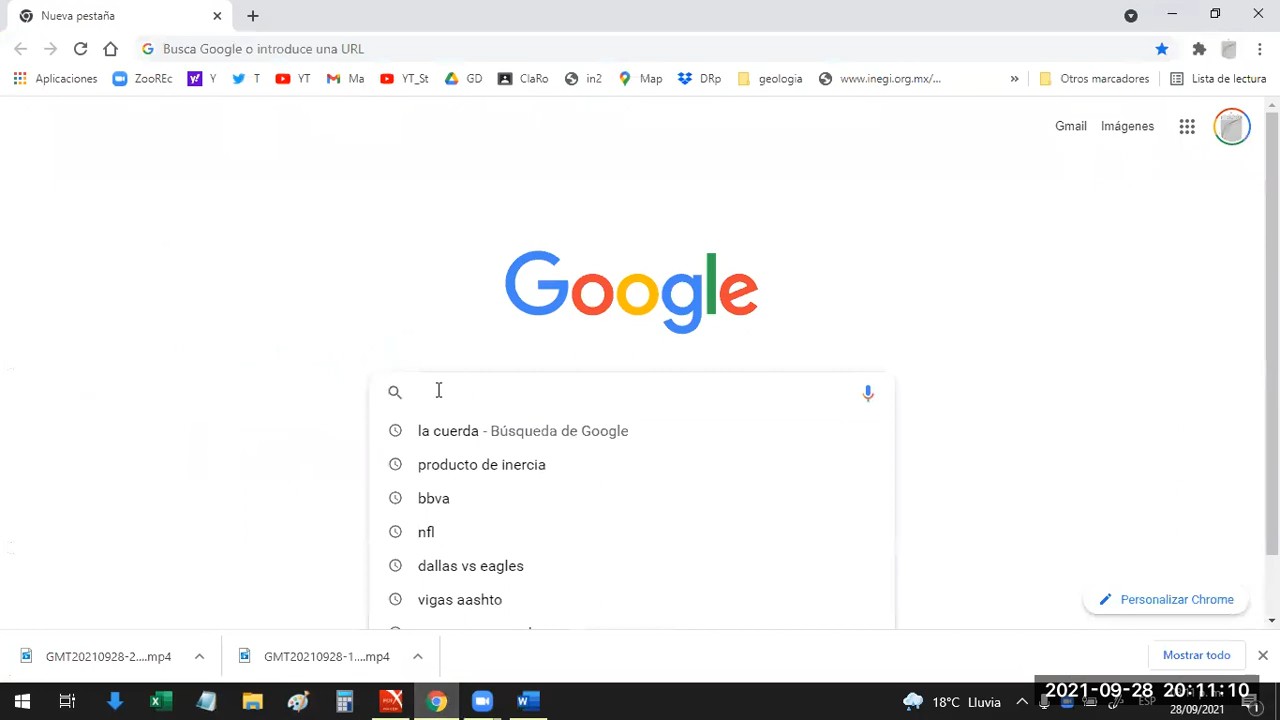 Nueva pestaña
Busca Google o introduce una URL
Aplicaciones ZooREc Y T YT Ma YT_St GD ClaRo in2 Map DRp geologia www.inegi.org.mx/... » Otros marcadores Lista de lectura
Gmail Imágenes
Google
la cuerda - Búsqueda de Google
producto de inercia
bbva
nfl
dallas vs eagles
vigas aashto
Personalizar Chrome
GMT20210928-2....mp4 GMT20210928-1....mp4 Mostrar todo
18°C Lluvia ESP
2021-09-28 20:11:10
28/09/2021